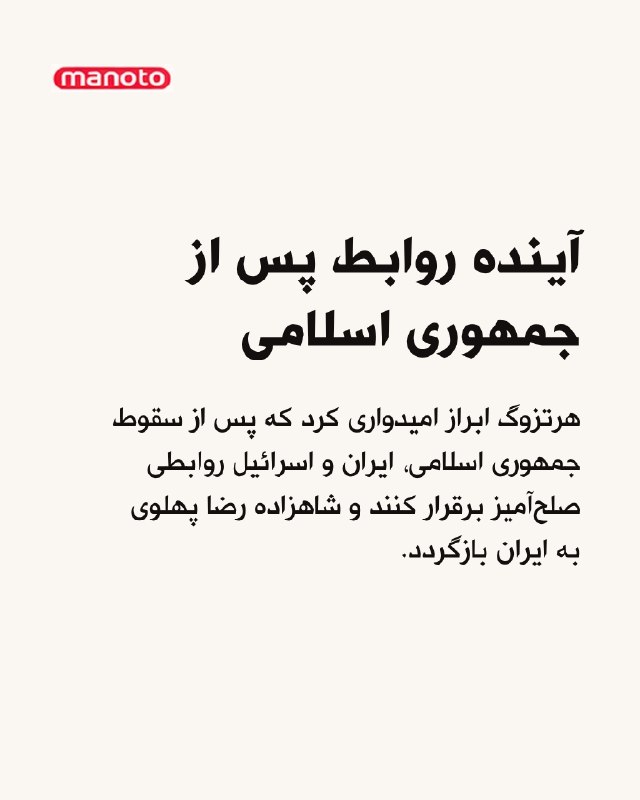 manoto
آینده روابط پس از
جمهوری اسلامی
هرتزوگ ابراز امیدواری کرد که پس از سقوط
جمهوری اسلامی، ایران و اسرائیل روابطی
صلح‌آمیز برقرار کنند و شاهزاده رضا پهلوی
به ایران بازگردد.